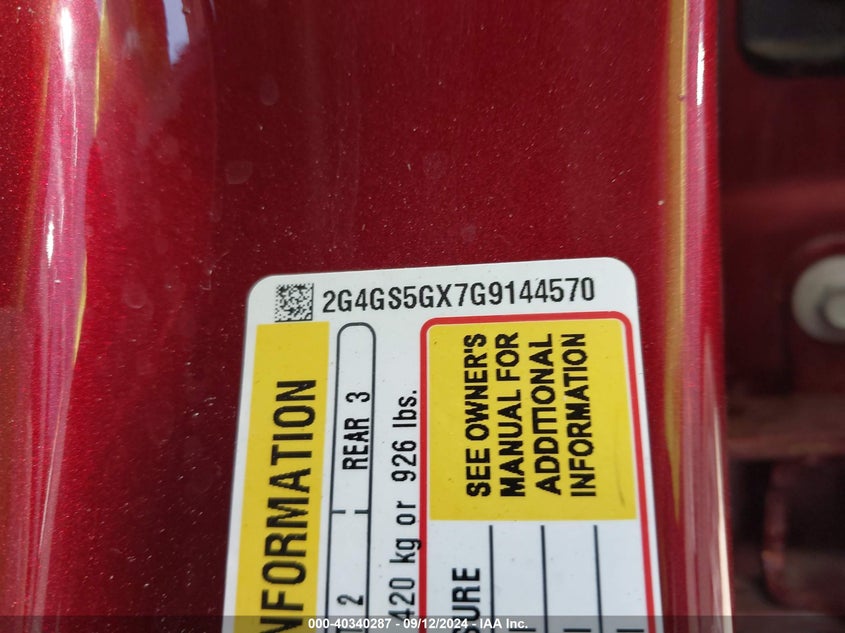 2G4GS5GX7G9144570
NFORMATION
T 2 REAR 3
420 kg or 926 lbs.
SEE OWNER'S
MANUAL FOR
ADDITIONAL
INFORMATION
SURE
000-40340287 - 09/12/2024 - IAA Inc.